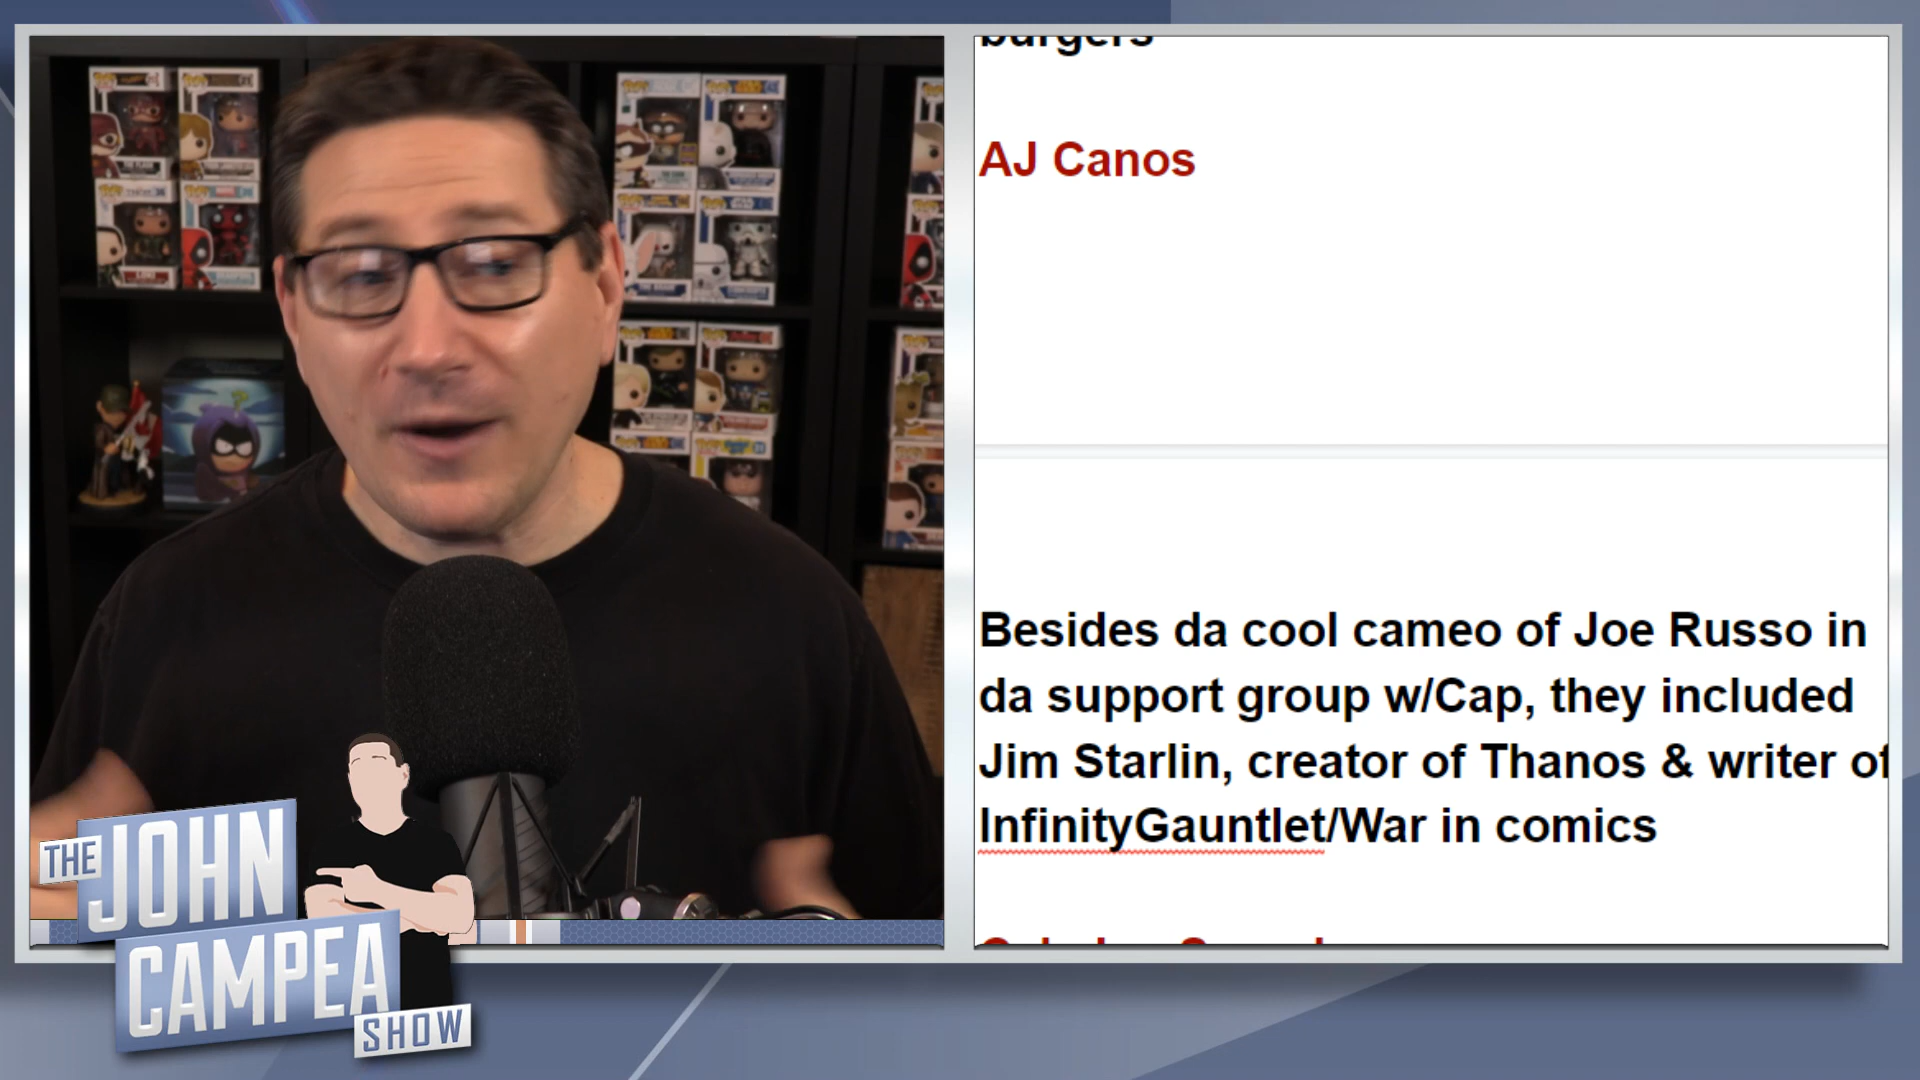 burgers
AJ Canos
Besides da cool cameo of Joe Russo in
da support group w/Cap, they included
Jim Starlin, creator of Thanos & writer of
InfinityGauntlet/War in comics
THE
JOHN
CAMPEA
SHOW